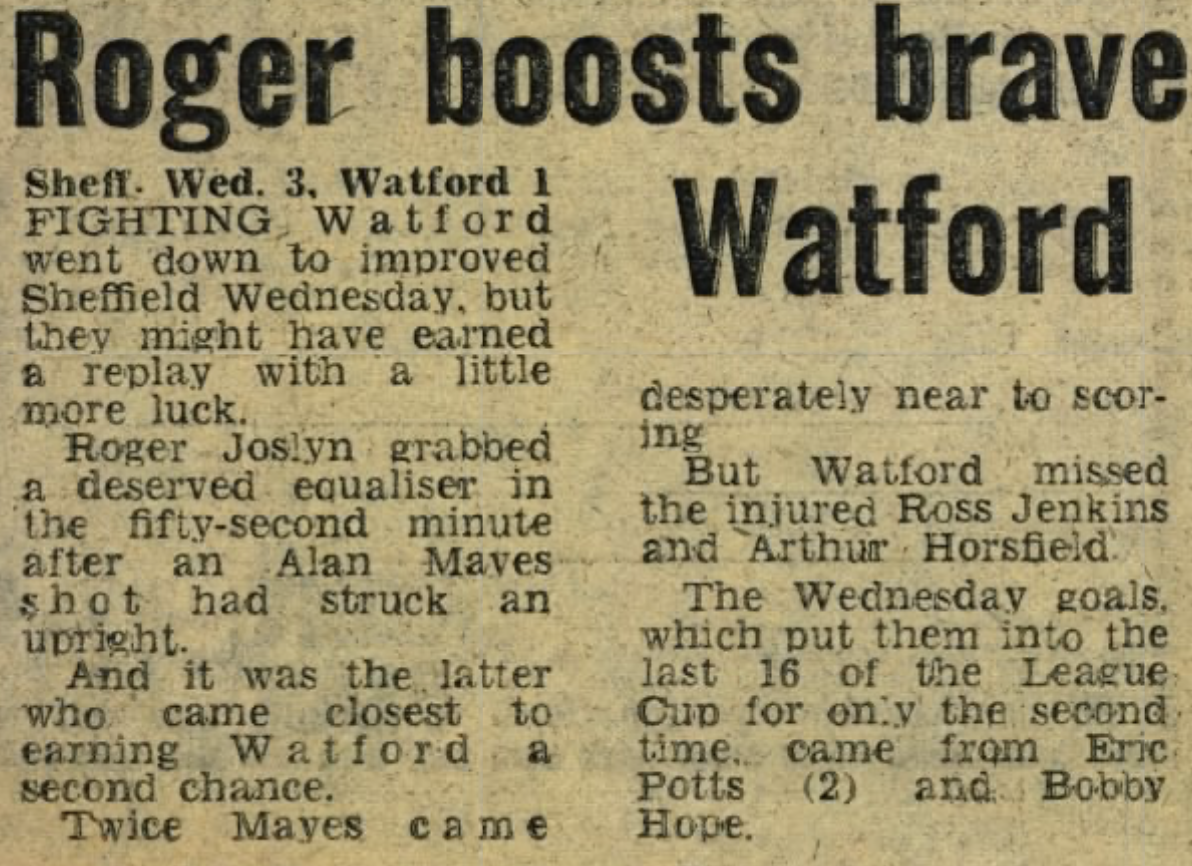 Roger boosts brave
Watford
Sheff. Wed. 3, Watford 1
FIGHTING Watford
went down to improved
Sheffield Wednesday, but
they might have earned
a replay with a little
more luck.
Roger Joslyn grabbed
a deserved equaliser in
the fifty-second minute
after an Alan Mayes
shot had struck an
upright.
And it was the latter
who came closest to
earning Watford a
second chance.
Twice Mayes came
desperately near to scor-
ing
But Watford missed
the injured Ross Jenkins
and Arthur Horsfield.
The Wednesday goals,
which put them into the
last 16 of the League
Cup for only the second
time, came from Eric
Potts (2) and Bobby
Hope.